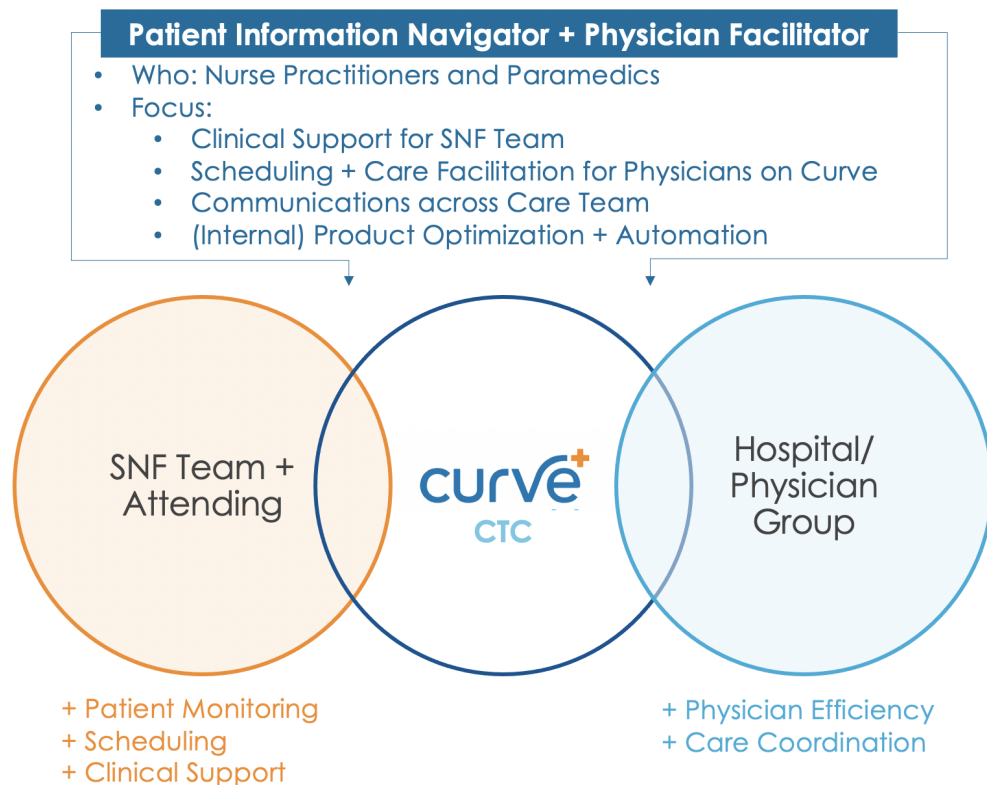 Patient Information Navigator + Physician Facilitator
• Who: Nurse Practitioners and Paramedics
• Focus:
• Clinical Support for SNF Team
• Scheduling + Care Facilitation for Physicians on Curve
• Communications across Care Team
• (Internal) Product Optimization + Automation
SNF Team +
Attending
curve+
CTC
Hospital/
Physician
Group
+ Patient Monitoring
+ Scheduling
+ Clinical Support
+ Physician Efficiency
+ Care Coordination